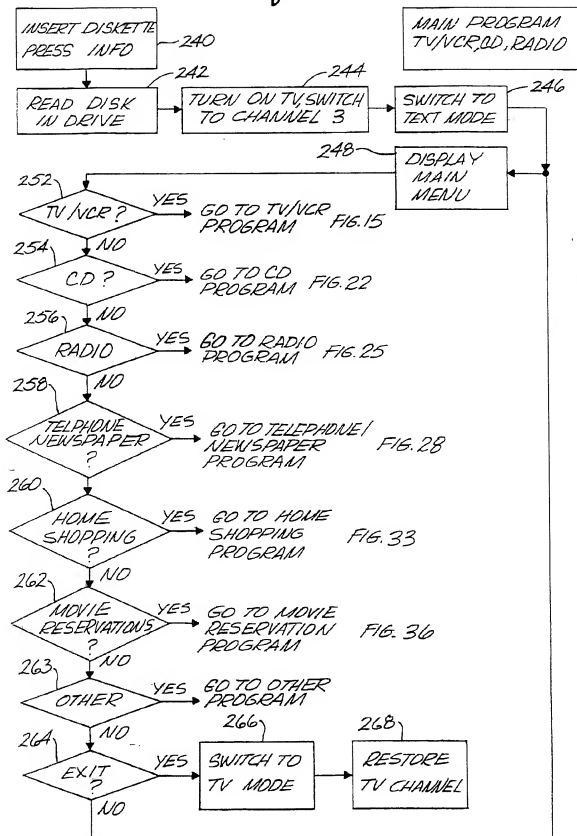 INSERT DISKETTE
PRESS INFO
240
MAIN PROGRAM
TV/VCR, CD, RADIO
242
READ DISK
IN DRIVE
244
TURN ON TV, SWITCH
TO CHANNEL 3
246
SWITCH TO
TEXT MODE
248
DISPLAY
MAIN
MENU
252
TV/VCR?
YES
GO TO TV/VCR
PROGRAM
FIG. 15
NO
254
CD?
YES
GO TO CD
PROGRAM
FIG. 22
NO
256
RADIO
YES
GO TO RADIO
PROGRAM
FIG. 25
NO
258
TELPHONE
NEWSPAPER
?
YES
GO TO TELEPHONE/
NEWSPAPER
PROGRAM
FIG. 28
260
HOME
SHOPPING
?
YES
GO TO HOME
SHOPPING
PROGRAM
FIG. 33
NO
262
MOVIE
RESERVATIONS
?
YES
GO TO MOVIE
RESERVATION
PROGRAM
FIG. 36
NO
263
OTHER
YES
GO TO OTHER
PROGRAM
NO
264
EXIT
?
YES
266
SWITCH TO
TV MODE
268
RESTORE
TV CHANNEL
NO